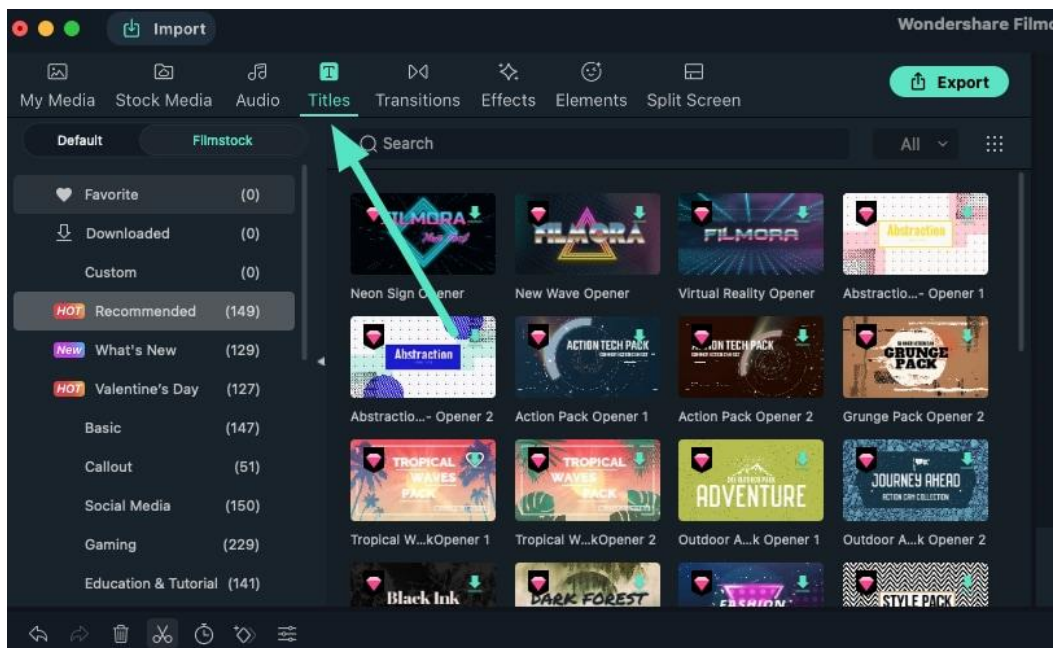 Import
Wondershare Filmo
My Media Stock Media Audio Titles Transitions Effects Elements Split Screen
Export
Default Filmstock
Search
All
Favorite (0)
Downloaded (0)
Custom (0)
HOT Recommended (149)
New What's New (129)
HOT Valentine's Day (127)
Basic (147)
Callout (51)
Social Media (150)
Gaming (229)
Education & Tutorial (141)
FILMORA
FILMORA
FILMORA
Abstraction
Neon Sign Opener
New Wave Opener
Virtual Reality Opener
Abstractio...- Opener 1
Abstraction
ACTION TECH PACK
ACTION TECH PACK
GRUNGE
PACK
Abstractio...- Opener 2
Action Pack Opener 1
Action Pack Opener 2
Grunge Pack Opener 2
TROPICAL
WAVES
PACK
TROPICAL
WAVES
PACK
ADVENTURE
JOURNEY AHEAD
ACTION CAM COLLECTION
Tropical W...kOpener 1
Tropical W...kOpener 2
Outdoor A...k Opener 1
Outdoor A...k Opener 2
Black Ink
DARK FOREST
FASHION
STYLE PACK